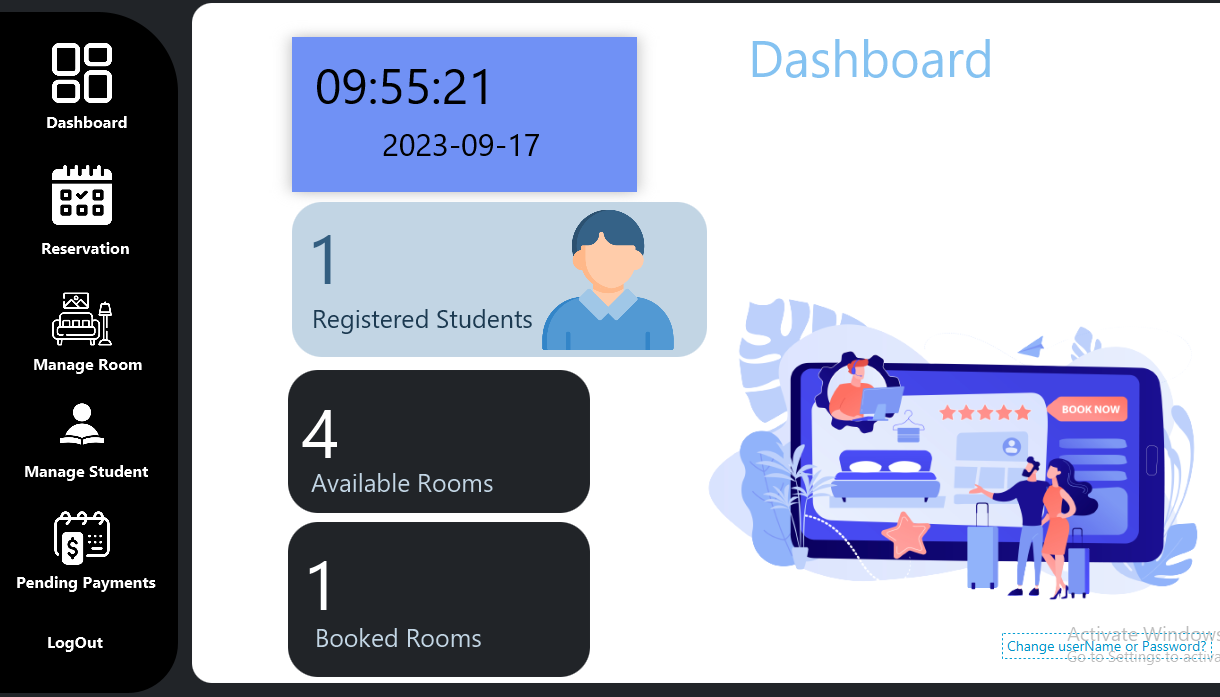 Dashboard
Reservation
Manage Room
Manage Student
Pending Payments
LogOut
09:55:21
2023-09-17
Dashboard
1
Registered Students
4
Available Rooms
1
Booked Rooms
BOOK NOW
Activate Windows
Change userName or Password?
Go to Settings to activa